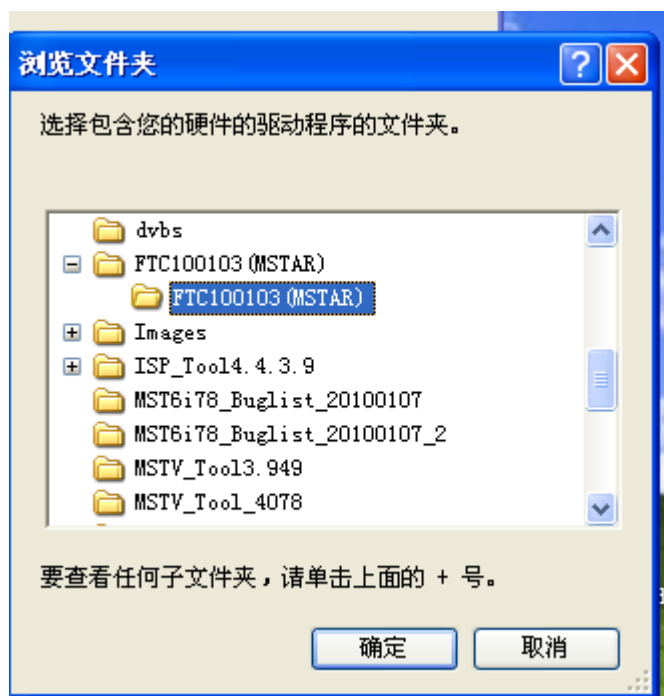 浏览文件夹
选择包含您的硬件的驱动程序的文件夹。
dvbs
FTC100103(MSTAR)
FTC100103(MSTAR)
Images
ISP_Tool4.4.3.9
MST6i78_Buglist_20100107
MST6i78_Buglist_20100107_2
MSTV_Tool3.949
MSTV_Tool_4078
要查看任何子文件夹，请单击上面的 + 号。
确定
取消